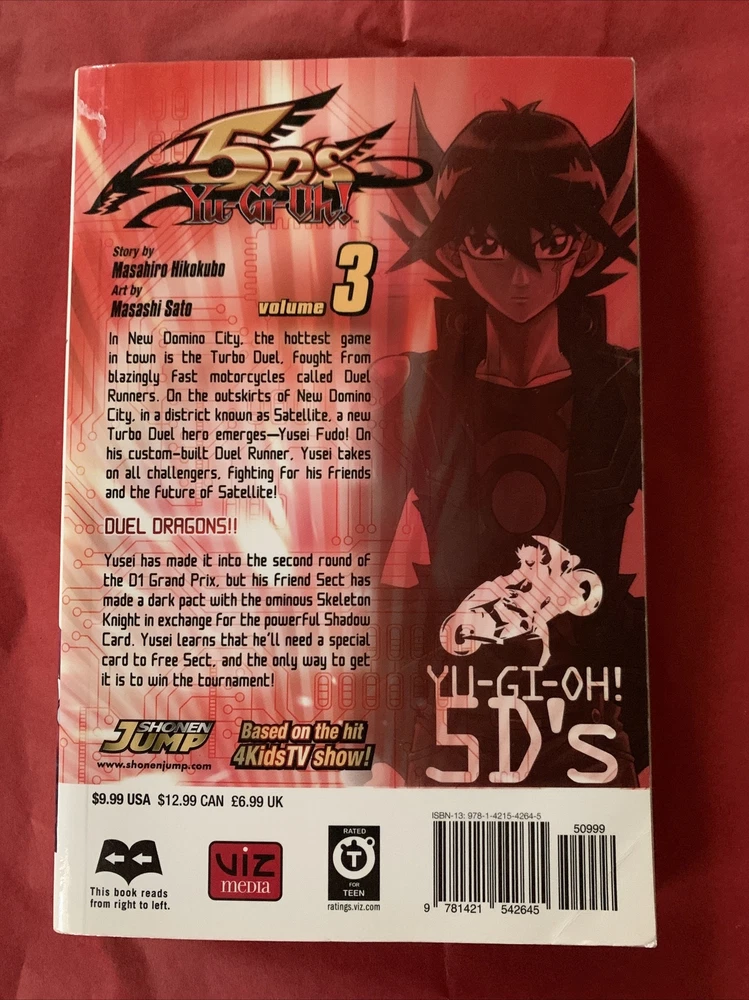 5D's
Yu-Gi-Oh!
Story by
Masahiro Hikokubo
Art by
Masashi Sato
volume 3
In New Domino City, the hottest game
in town is the Turbo Duel, fought from
blazingly fast motorcycles called Duel
Runners. On the outskirts of New Domino
City, in a district known as Satellite, a new
Turbo Duel hero emerges—Yusei Fudo! On
his custom-built Duel Runner, Yusei takes
on all challengers, fighting for his friends
and the future of Satellite!
DUEL DRAGONS!!
Yusei has made it into the second round of
the D1 Grand Prix, but his friend Sect has
made a dark pact with the ominous Skeleton
Knight in exchange for the powerful Shadow
Card. Yusei learns that he'll need a special
card to free Sect, and the only way to get
it is to win the tournament!
YU-GI-OH!
5D's
SHONEN
JUMP
www.shonenjump.com
Based on the hit
4KidsTV show!
$9.99 USA $12.99 CAN £6.99 UK
This book reads
from right to left.
VIZ
MEDIA
RATED
T
FOR
TEEN
ratings.viz.com
ISBN-13: 978-1-4215-4264-5
50999
9 781421 542645